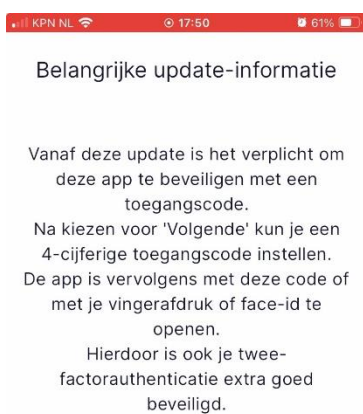 KPN NL 17:50 61%
Belangrijke update-informatie
Vanaf deze update is het verplicht om
deze app te beveiligen met een
toegangscode.
Na kiezen voor 'Volgende' kun je een
4-cijferige toegangscode instellen.
De app is vervolgens met deze code of
met je vingerafdruk of face-id te
openen.
Hierdoor is ook je twee-
factorauthenticatie extra goed
beveiligd.